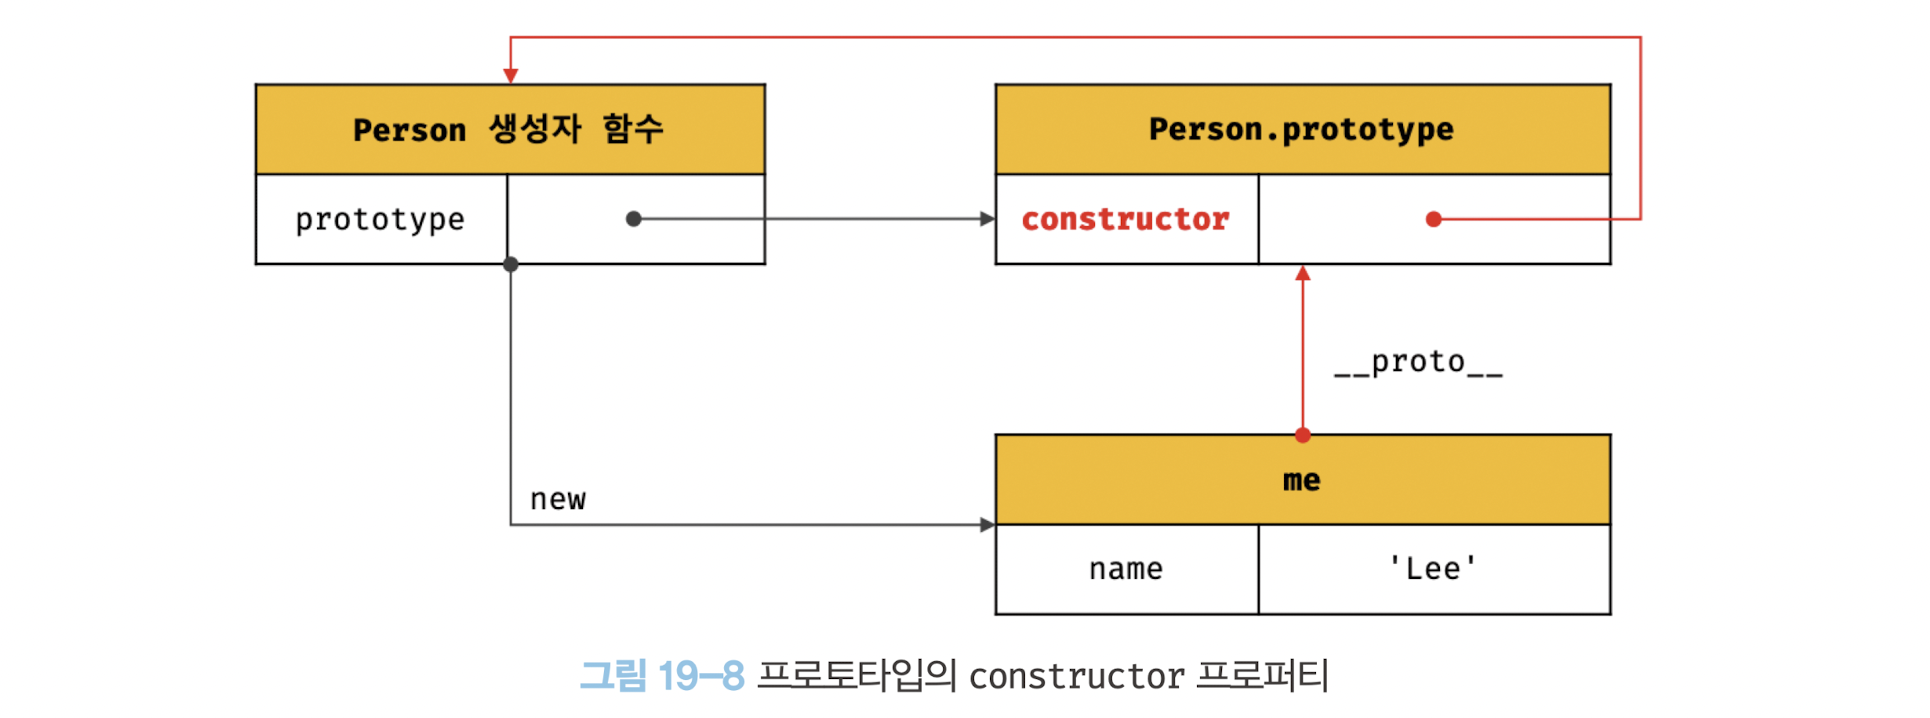 Person 생성자 함수
Person.prototype
prototype
constructor
__proto__
new
me
name
'Lee'
그림 19-8 프로토타입의 constructor 프로퍼티